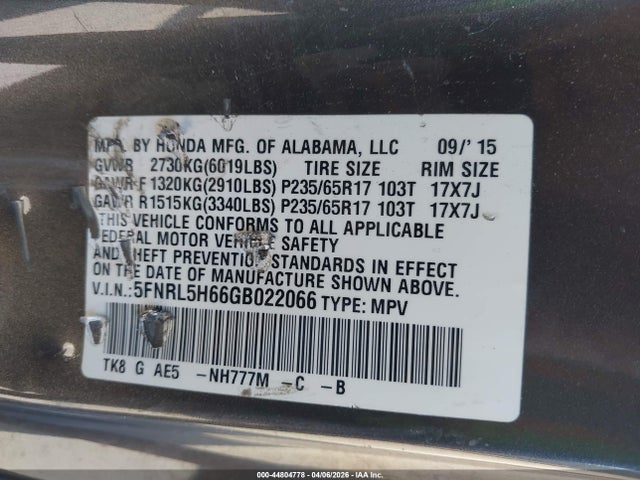 MFD. BY HONDA MFG. OF ALABAMA, LLC 09/' 15
GVWR 2730KG(6019LBS) TIRE SIZE RIM SIZE
GAWR F 1320KG(2910LBS) P235/65R17 103T 17X7J
GAWR R1515KG(3340LBS) P235/65R17 103T 17X7J
THIS VEHICLE CONFORMS TO ALL APPLICABLE
FEDERAL MOTOR VEHICLE SAFETY
AND THEFT PREVENTION STANDARDS IN EFFECT
ON THE DATE OF MANUFACTURE SHOWN ABOVE.
V.I.N.:5FNRL5H66GB022066 TYPE: MPV
TK8 G AE5 -NH777M -C -B
000-44804778 - 04/06/2026 - IAA Inc.